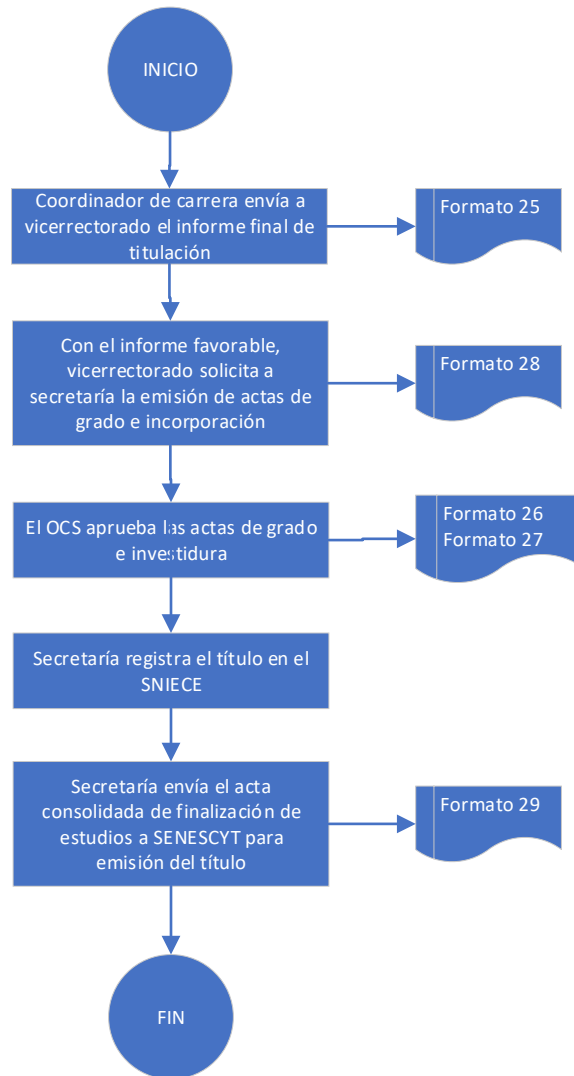 INICIO
Coordinador de carrera envía a
vicerrectorado el informe final de
titulación
Formato 25
Con el informe favorable,
vicerrectorado solicita a
secretaría la emisión de actas de
grado e incorporación
Formato 28
El OCS aprueba las actas de grado
e investidura
Formato 26
Formato 27
Secretaría registra el título en el
SNIECE
Secretaría envía el acta
consolidada de finalización de
estudios a SENESCYT para
emisión del título
Formato 29
FIN